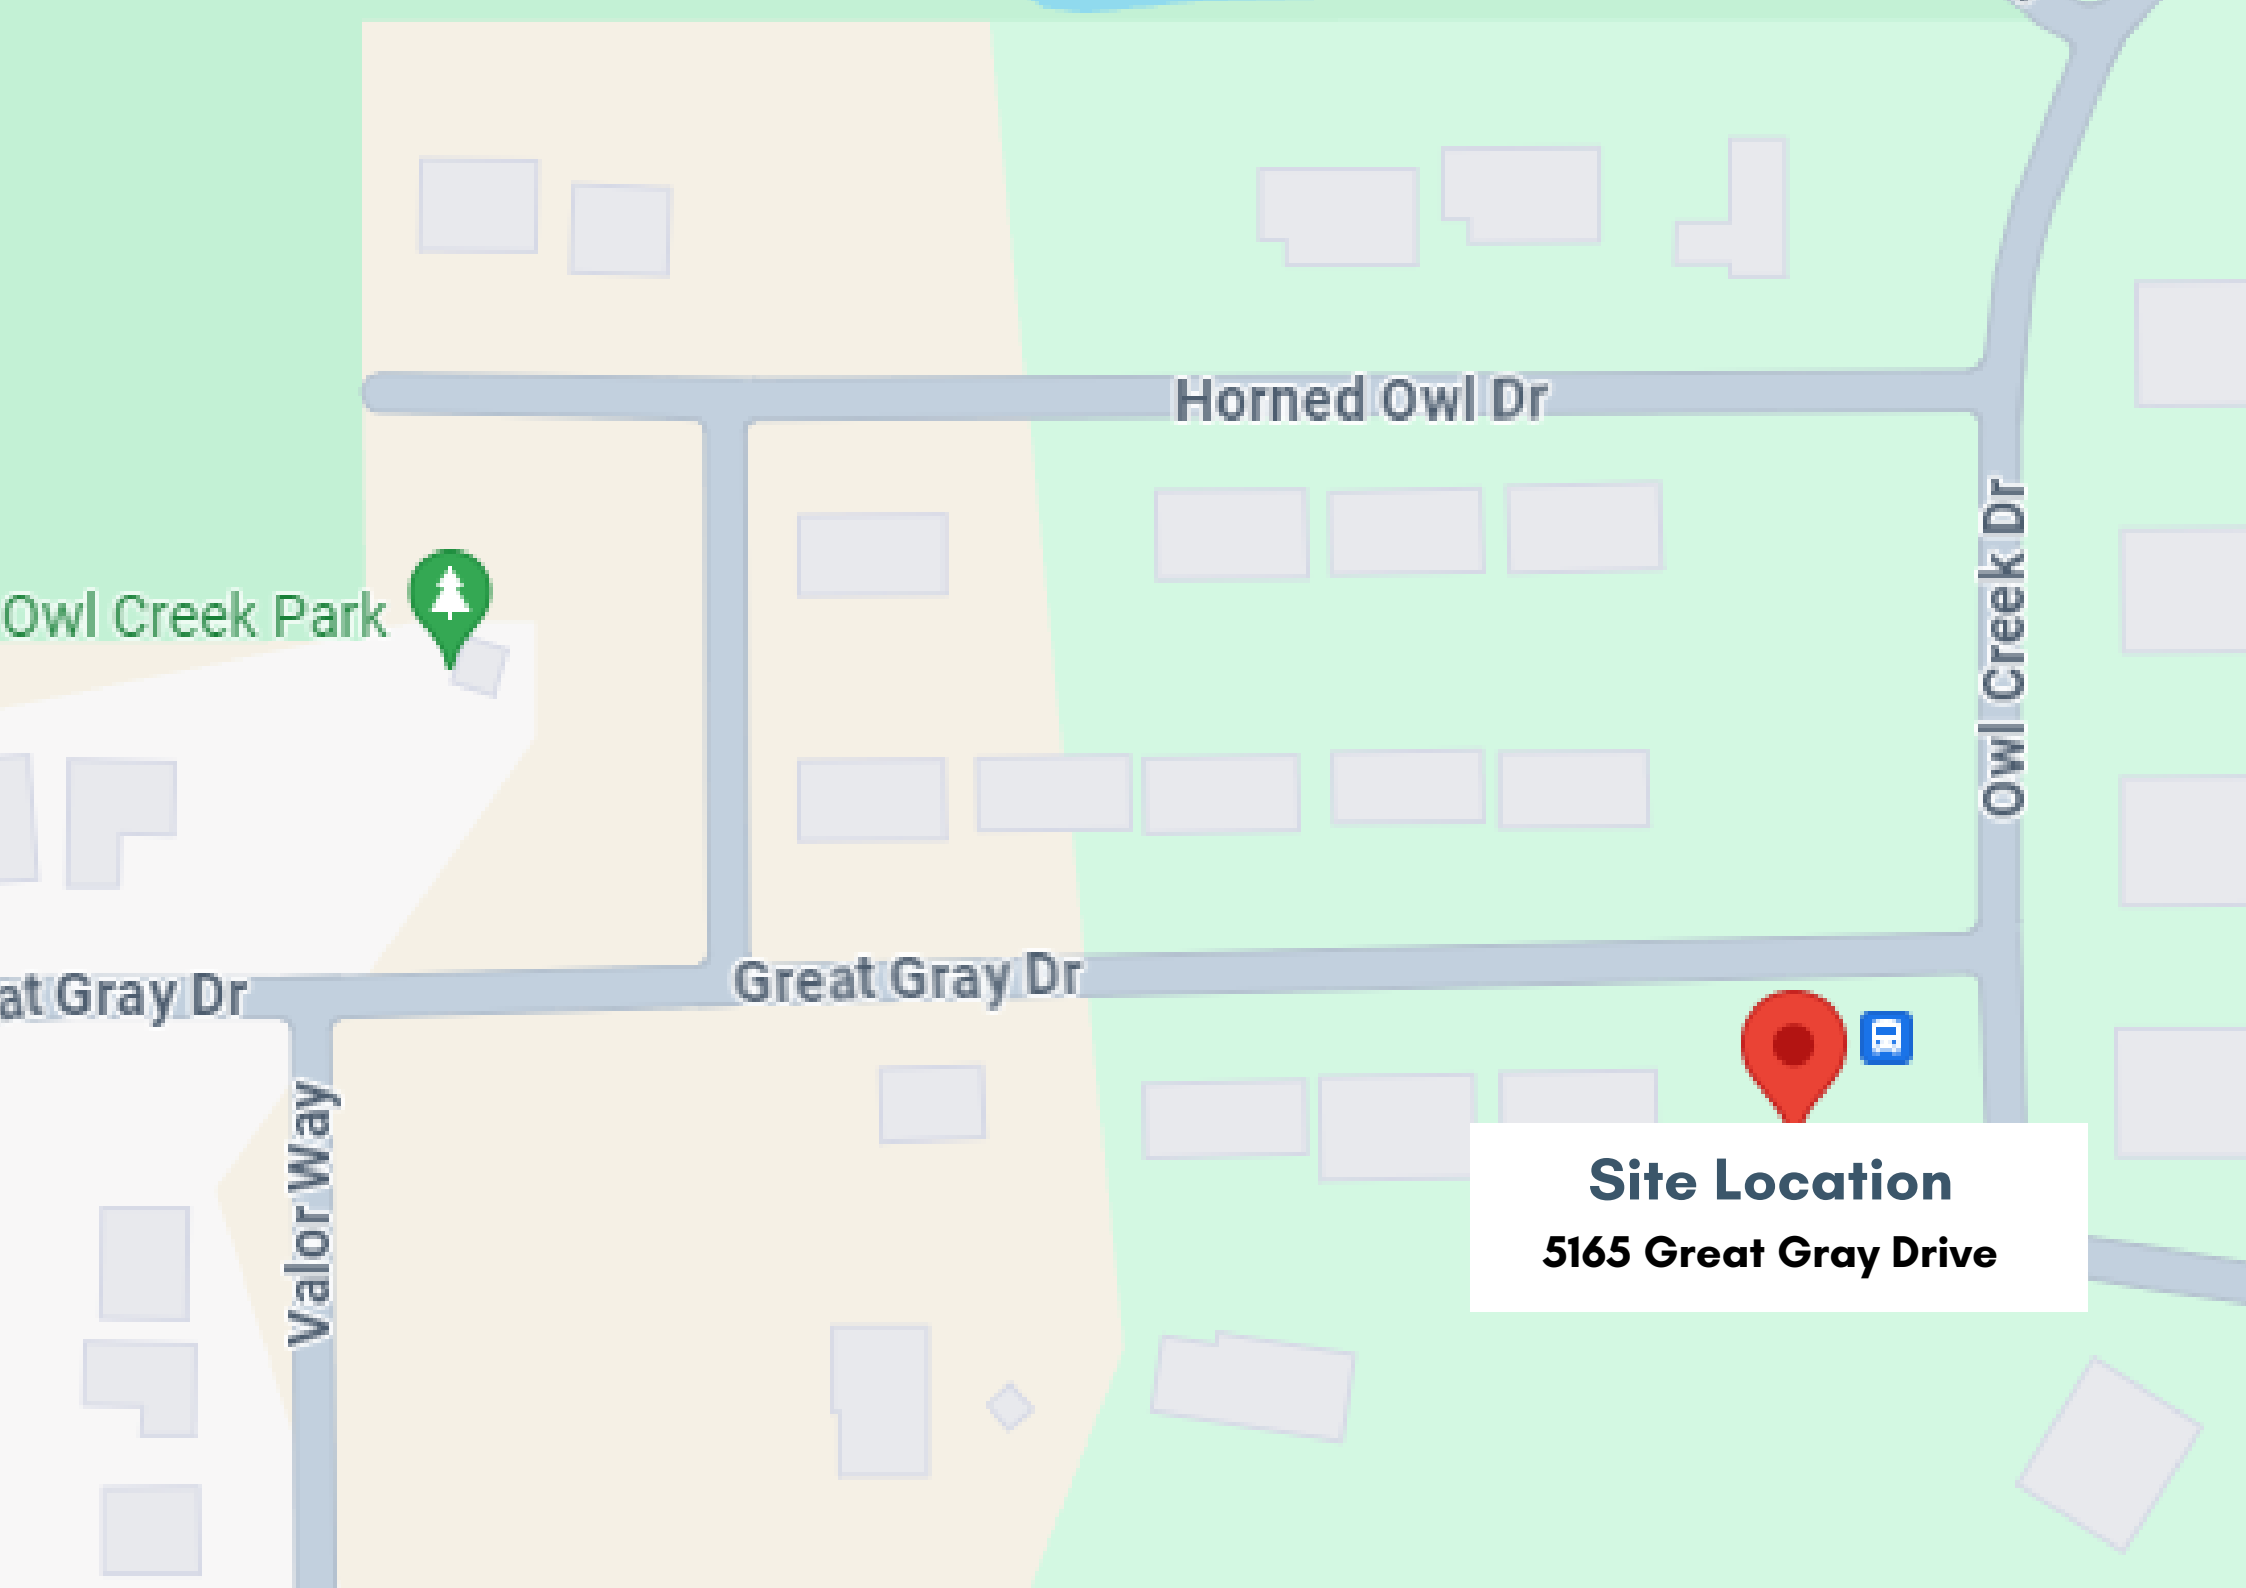 Horned Owl Dr
Owl Creek Dr
Owl Creek Park
Great Gray Dr
at Gray Dr
Valor Way
Site Location
5165 Great Gray Drive